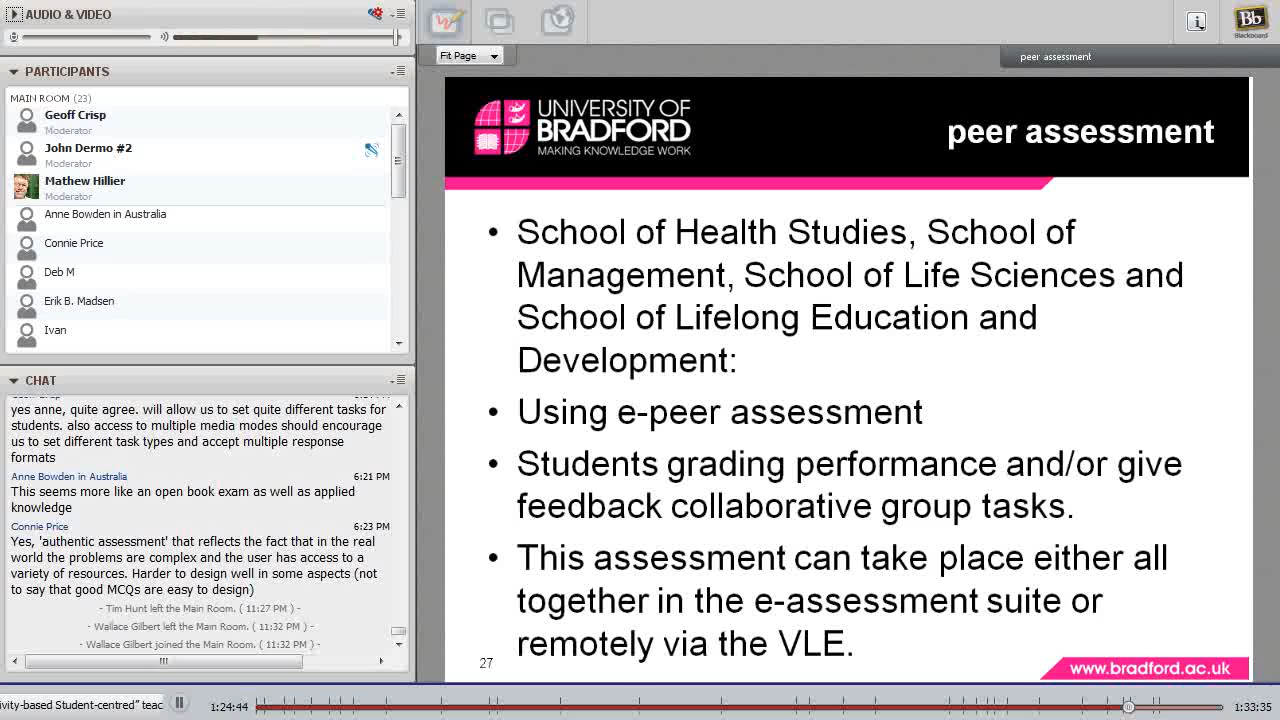 AUDIO & VIDEO
PARTICIPANTS
MAIN ROOM (23)
Geoff Crisp
Moderator
John Dermo #2
Moderator
Mathew Hillier
Moderator
Anne Bowden in Australia
Connie Price
Deb M
Erik B. Madsen
Ivan
CHAT
yes anne, quite agree. will allow us to set quite different tasks for
students. also access to multiple media modes should encourage
us to set different task types and accept multiple response
formats
Anne Bowden in Australia 6:21 PM
This seems more like an open book exam as well as applied
knowledge
Connie Price 6:23 PM
Yes, 'authentic assessment' that reflects the fact that in the real
world the problems are complex and the user has access to a
variety of resources. Harder to design well in some aspects (not
to say that good MCQs are easy to design)
- Tim Hunt left the Main Room. ( 11:27 PM ) -
- Wallace Gilbert left the Main Room. ( 11:32 PM ) -
- Wallace Gilbert joined the Main Room. ( 11:32 PM ) -
Fit Page
peer assessment
Bb
Blackboard
UNIVERSITY OF
BRADFORD
MAKING KNOWLEDGE WORK
peer assessment
• School of Health Studies, School of
Management, School of Life Sciences and
School of Lifelong Education and
Development:
• Using e-peer assessment
• Students grading performance and/or give
feedback collaborative group tasks.
• This assessment can take place either all
together in the e-assessment suite or
remotely via the VLE.
27
www.bradford.ac.uk
ivity-based Student-centred" teac
1:24:44
1:33:35